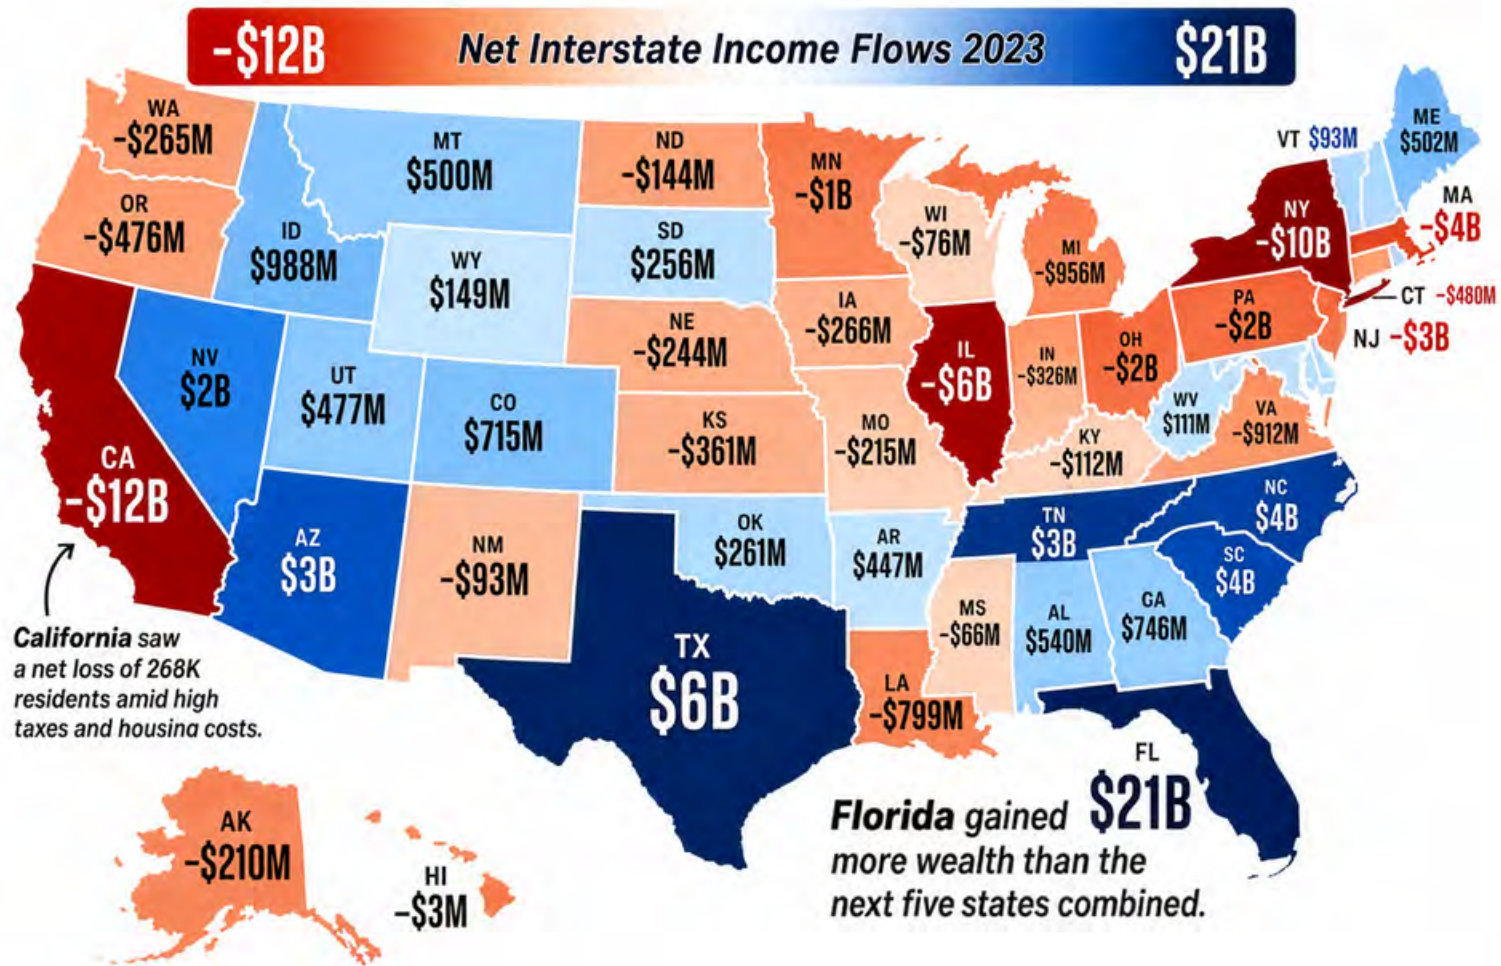 -$12B Net Interstate Income Flows 2023 $21B
WA
-$265M
OR
-$476M
CA
-$12B
NV
$2B
ID
$988M
MT
$500M
WY
$149M
UT
$477M
CO
$715M
AZ
$3B
NM
-$93M
ND
-$144M
SD
$256M
NE
-$244M
KS
-$361M
OK
$261M
TX
$6B
MN
-$1B
IA
-$266M
MO
-$215M
AR
$447M
LA
-$799M
WI
-$76M
IL
-$6B
MI
-$956M
IN
-$326M
OH
-$2B
KY
-$112M
TN
$3B
MS
-$66M
AL
$540M
GA
$746M
FL
$21B
SC
$4B
NC
$4B
VA
-$912M
WV
$111M
PA
-$2B
NY
-$10B
VT $93M
ME
$502M
MA
-$4B
CT -$480M
NJ -$3B
AK
-$210M
HI
-$3M
California saw
a net loss of 268K
residents amid high
taxes and housing costs.
Florida gained
more wealth than the
next five states combined.